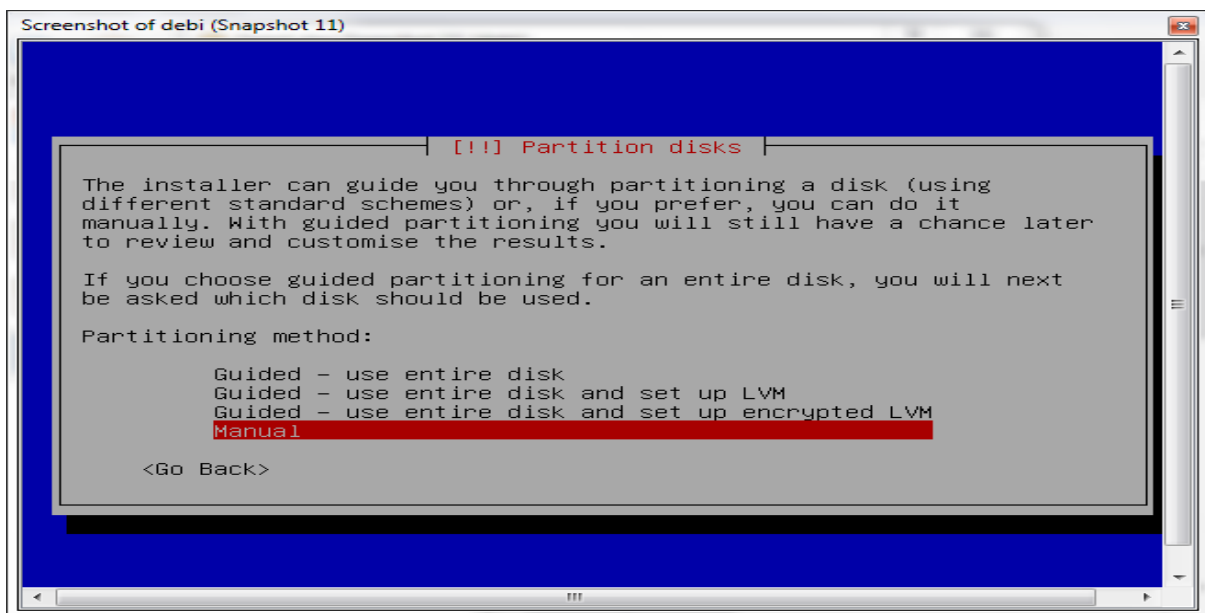 Screenshot of debi (Snapshot 11)
[!!] Partition disks
The installer can guide you through partitioning a disk (using
different standard schemes) or, if you prefer, you can do it
manually. With guided partitioning you will still have a chance later
to review and customise the results.
If you choose guided partitioning for an entire disk, you will next
be asked which disk should be used.
Partitioning method:
Guided - use entire disk
Guided - use entire disk and set up LVM
Guided - use entire disk and set up encrypted LVM
Manual
<Go Back>